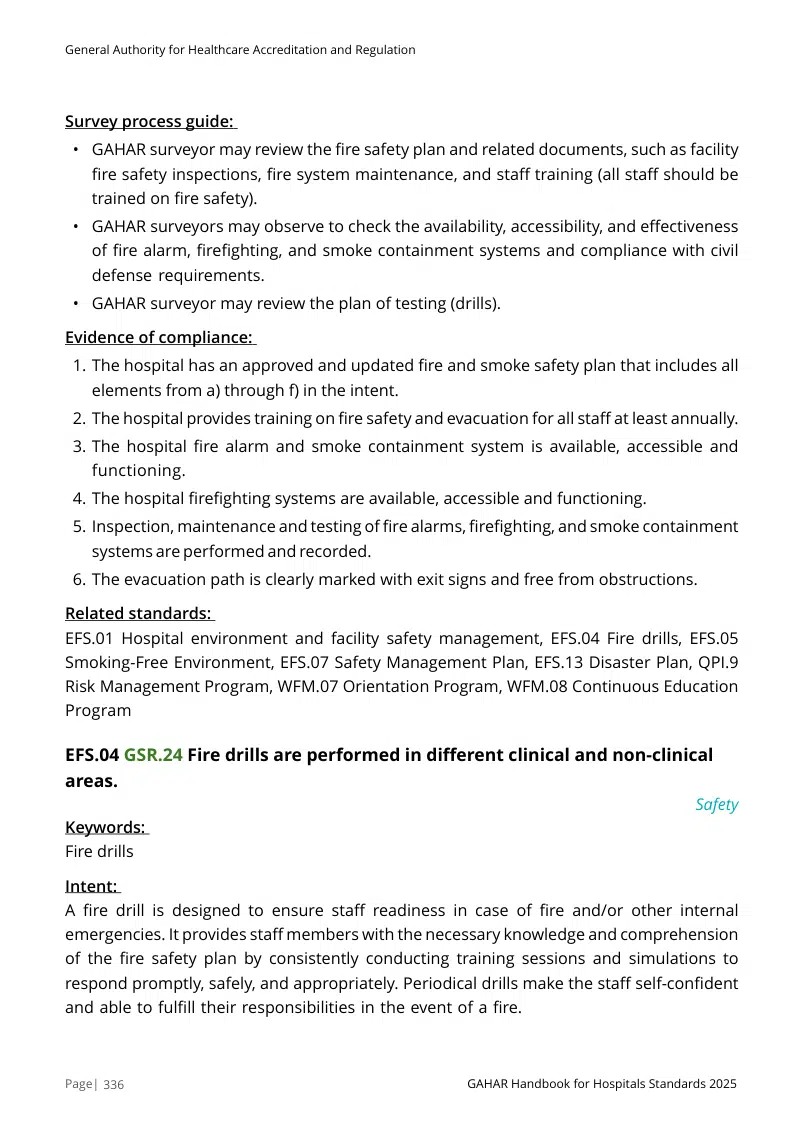 General Authority for Healthcare Accreditation and Regulation
Survey process guide:
• GAHAR surveyor may review the fire safety plan and related documents, such as facility
fire safety inspections, fire system maintenance, and staff training (all staff should be
trained on fire safety).
• GAHAR surveyors may observe to check the availability, accessibility, and effectiveness
of fire alarm, firefighting, and smoke containment systems and compliance with civil
defense requirements.
• GAHAR surveyor may review the plan of testing (drills).
Evidence of compliance:
1. The hospital has an approved and updated fire and smoke safety plan that includes all
elements from a) through f) in the intent.
2. The hospital provides training on fire safety and evacuation for all staff at least annually.
3. The hospital fire alarm and smoke containment system is available, accessible and
functioning.
4. The hospital firefighting systems are available, accessible and functioning.
5. Inspection, maintenance and testing of fire alarms, firefighting, and smoke containment
systems are performed and recorded.
6. The evacuation path is clearly marked with exit signs and free from obstructions.
Related standards:
EFS.01 Hospital environment and facility safety management, EFS.04 Fire drills, EFS.05
Smoking-Free Environment, EFS.07 Safety Management Plan, EFS.13 Disaster Plan, QPI.9
Risk Management Program, WFM.07 Orientation Program, WFM.08 Continuous Education
Program
EFS.04 GSR.24 Fire drills are performed in different clinical and non-clinical
areas.
Safety
Keywords:
Fire drills
Intent:
A fire drill is designed to ensure staff readiness in case of fire and/or other internal
emergencies. It provides staff members with the necessary knowledge and comprehension
of the fire safety plan by consistently conducting training sessions and simulations to
respond promptly, safely, and appropriately. Periodical drills make the staff self-confident
and able to fulfill their responsibilities in the event of a fire.
Page| 336
GAHAR Handbook for Hospitals Standards 2025